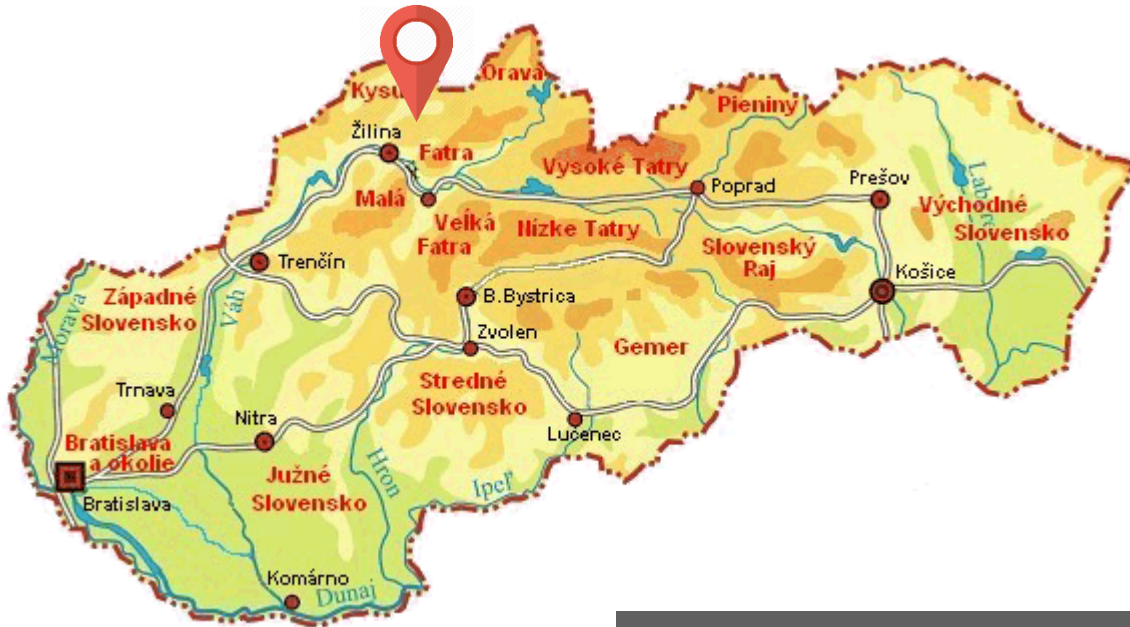 Orava
Kysu
Pieniny
Žilina
Fatra
Vysoké Tatry
Poprad
Prešov
Malá
Veľká
Fatra
Nízke Tatry
Východné
Slovensko
Slovenský
Raj
Trenčín
Košice
Západné
Slovensko
Váh
Morava
B.Bystrica
Zvolen
Gemer
Stredné
Slovensko
Trnava
Nitra
Lučenec
Bratislava
a okolie
Bratislava
Južné
Slovensko
Hron
Ipeľ
Komárno
Dunaj